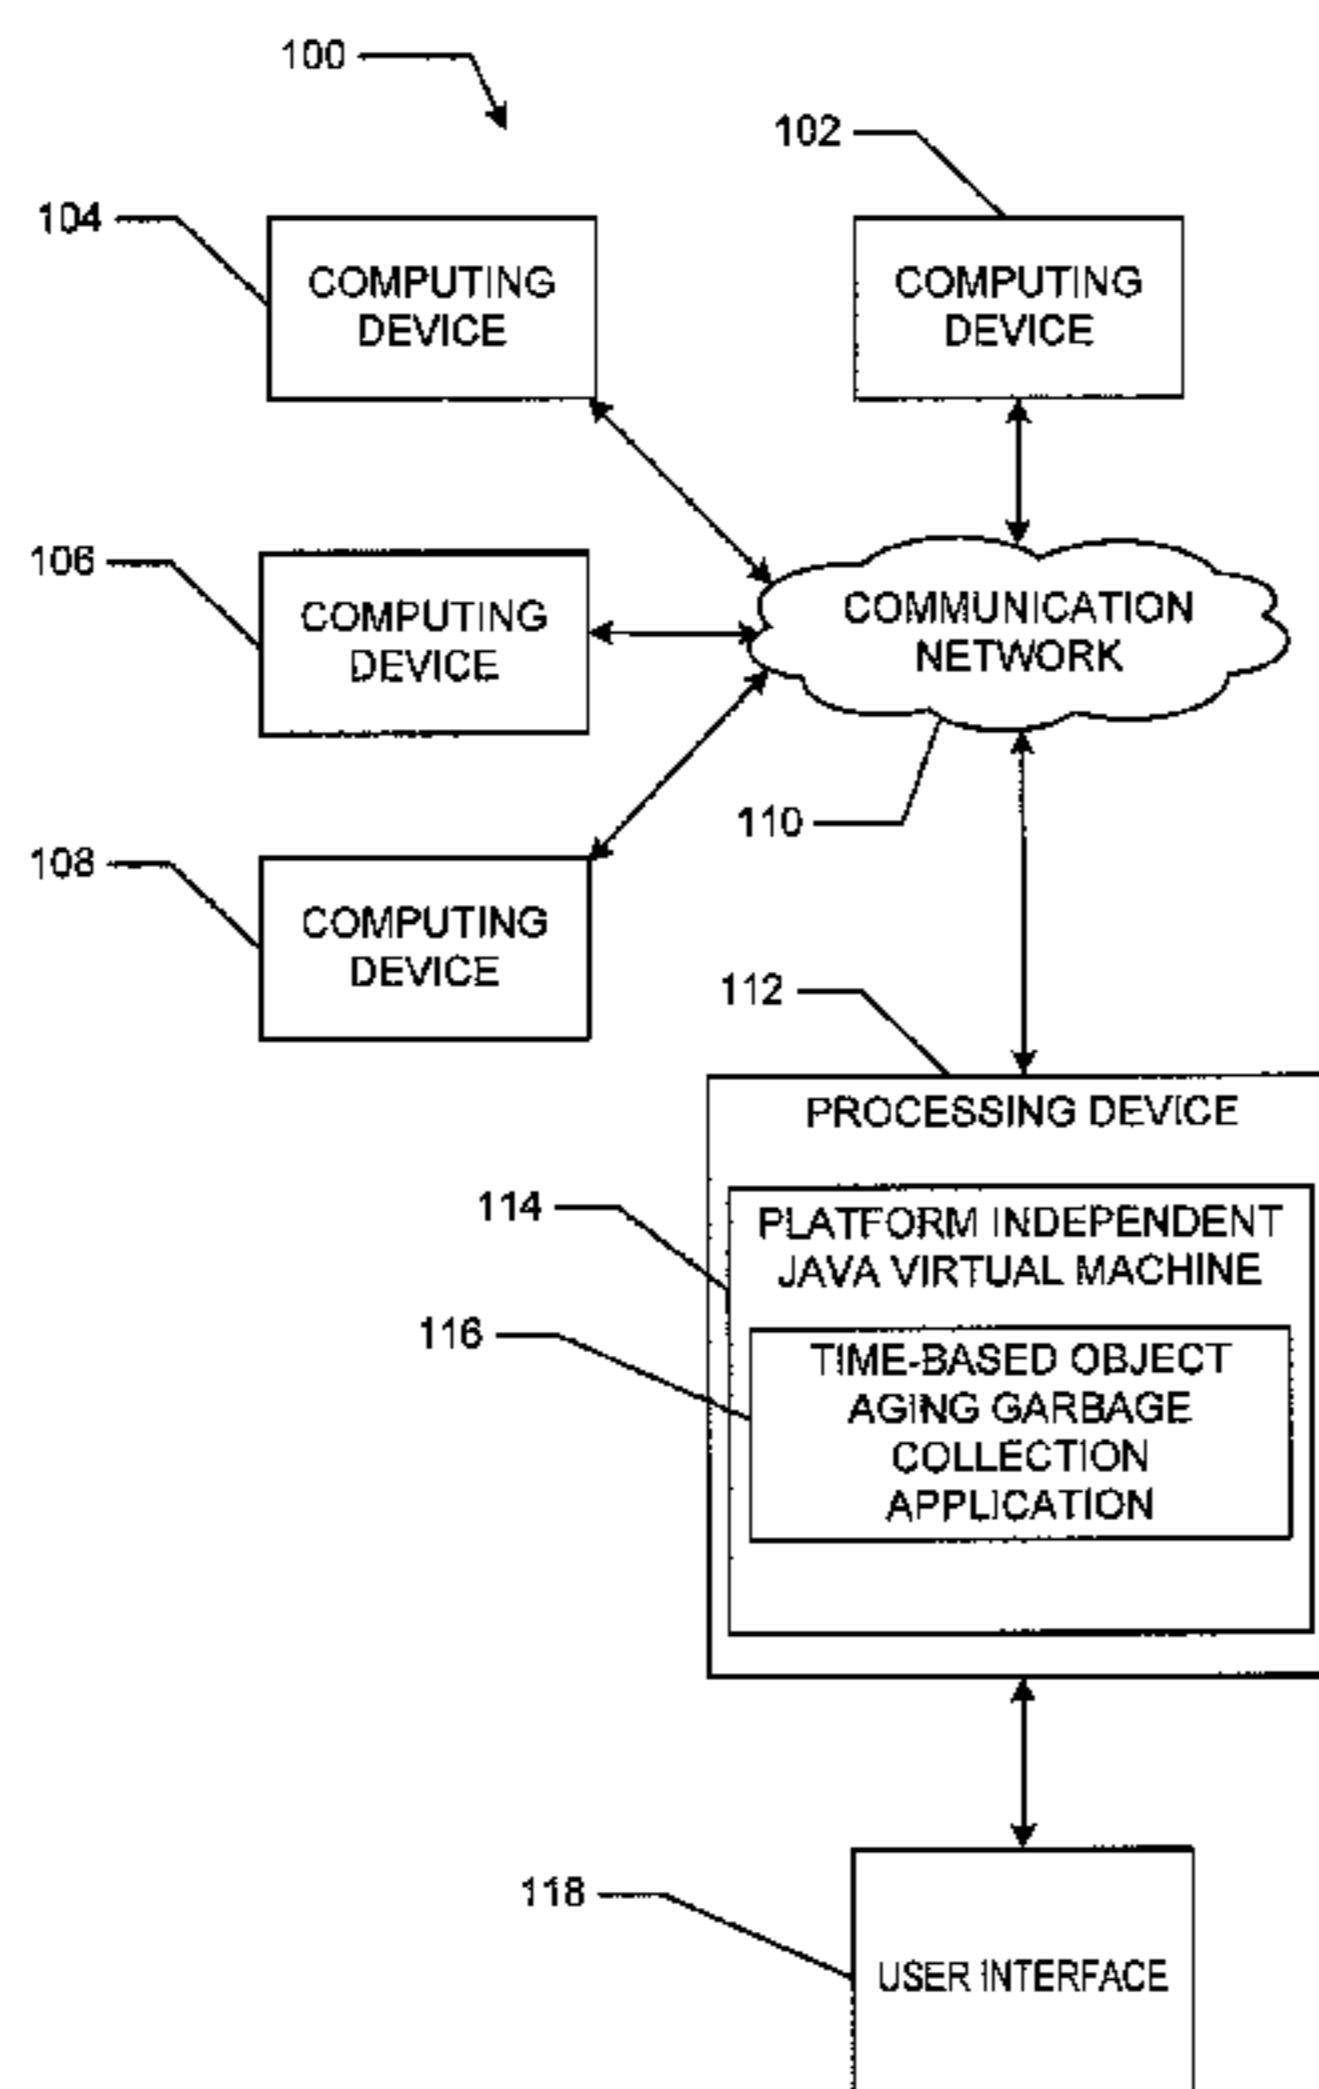 100
102
104
COMPUTING
DEVICE
COMPUTING
DEVICE
106
COMPUTING
DEVICE
COMMUNICATION
NETWORK
110
108
COMPUTING
DEVICE
112
PROCESSING DEVICE
114
PLATFORM INDEPENDENT
JAVA VIRTUAL MACHINE
116
TIME-BASED OBJECT
AGING GARBAGE
COLLECTION
APPLICATION
118
USER INTERFACE